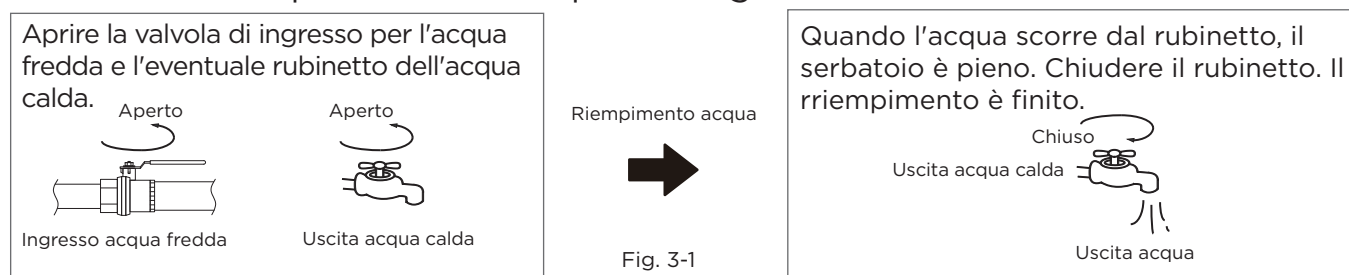 Aprire la valvola di ingresso per l'acqua
fredda e l'eventuale rubinetto dell'acqua
calda.
Aperto
Aperto
Ingresso acqua fredda
Uscita acqua calda
Riempimento acqua
Fig. 3-1
Quando l'acqua scorre dal rubinetto, il
serbatoio è pieno. Chiudere il rubinetto. Il
rriempimento è finito.
Chiuso
Uscita acqua calda
Uscita acqua